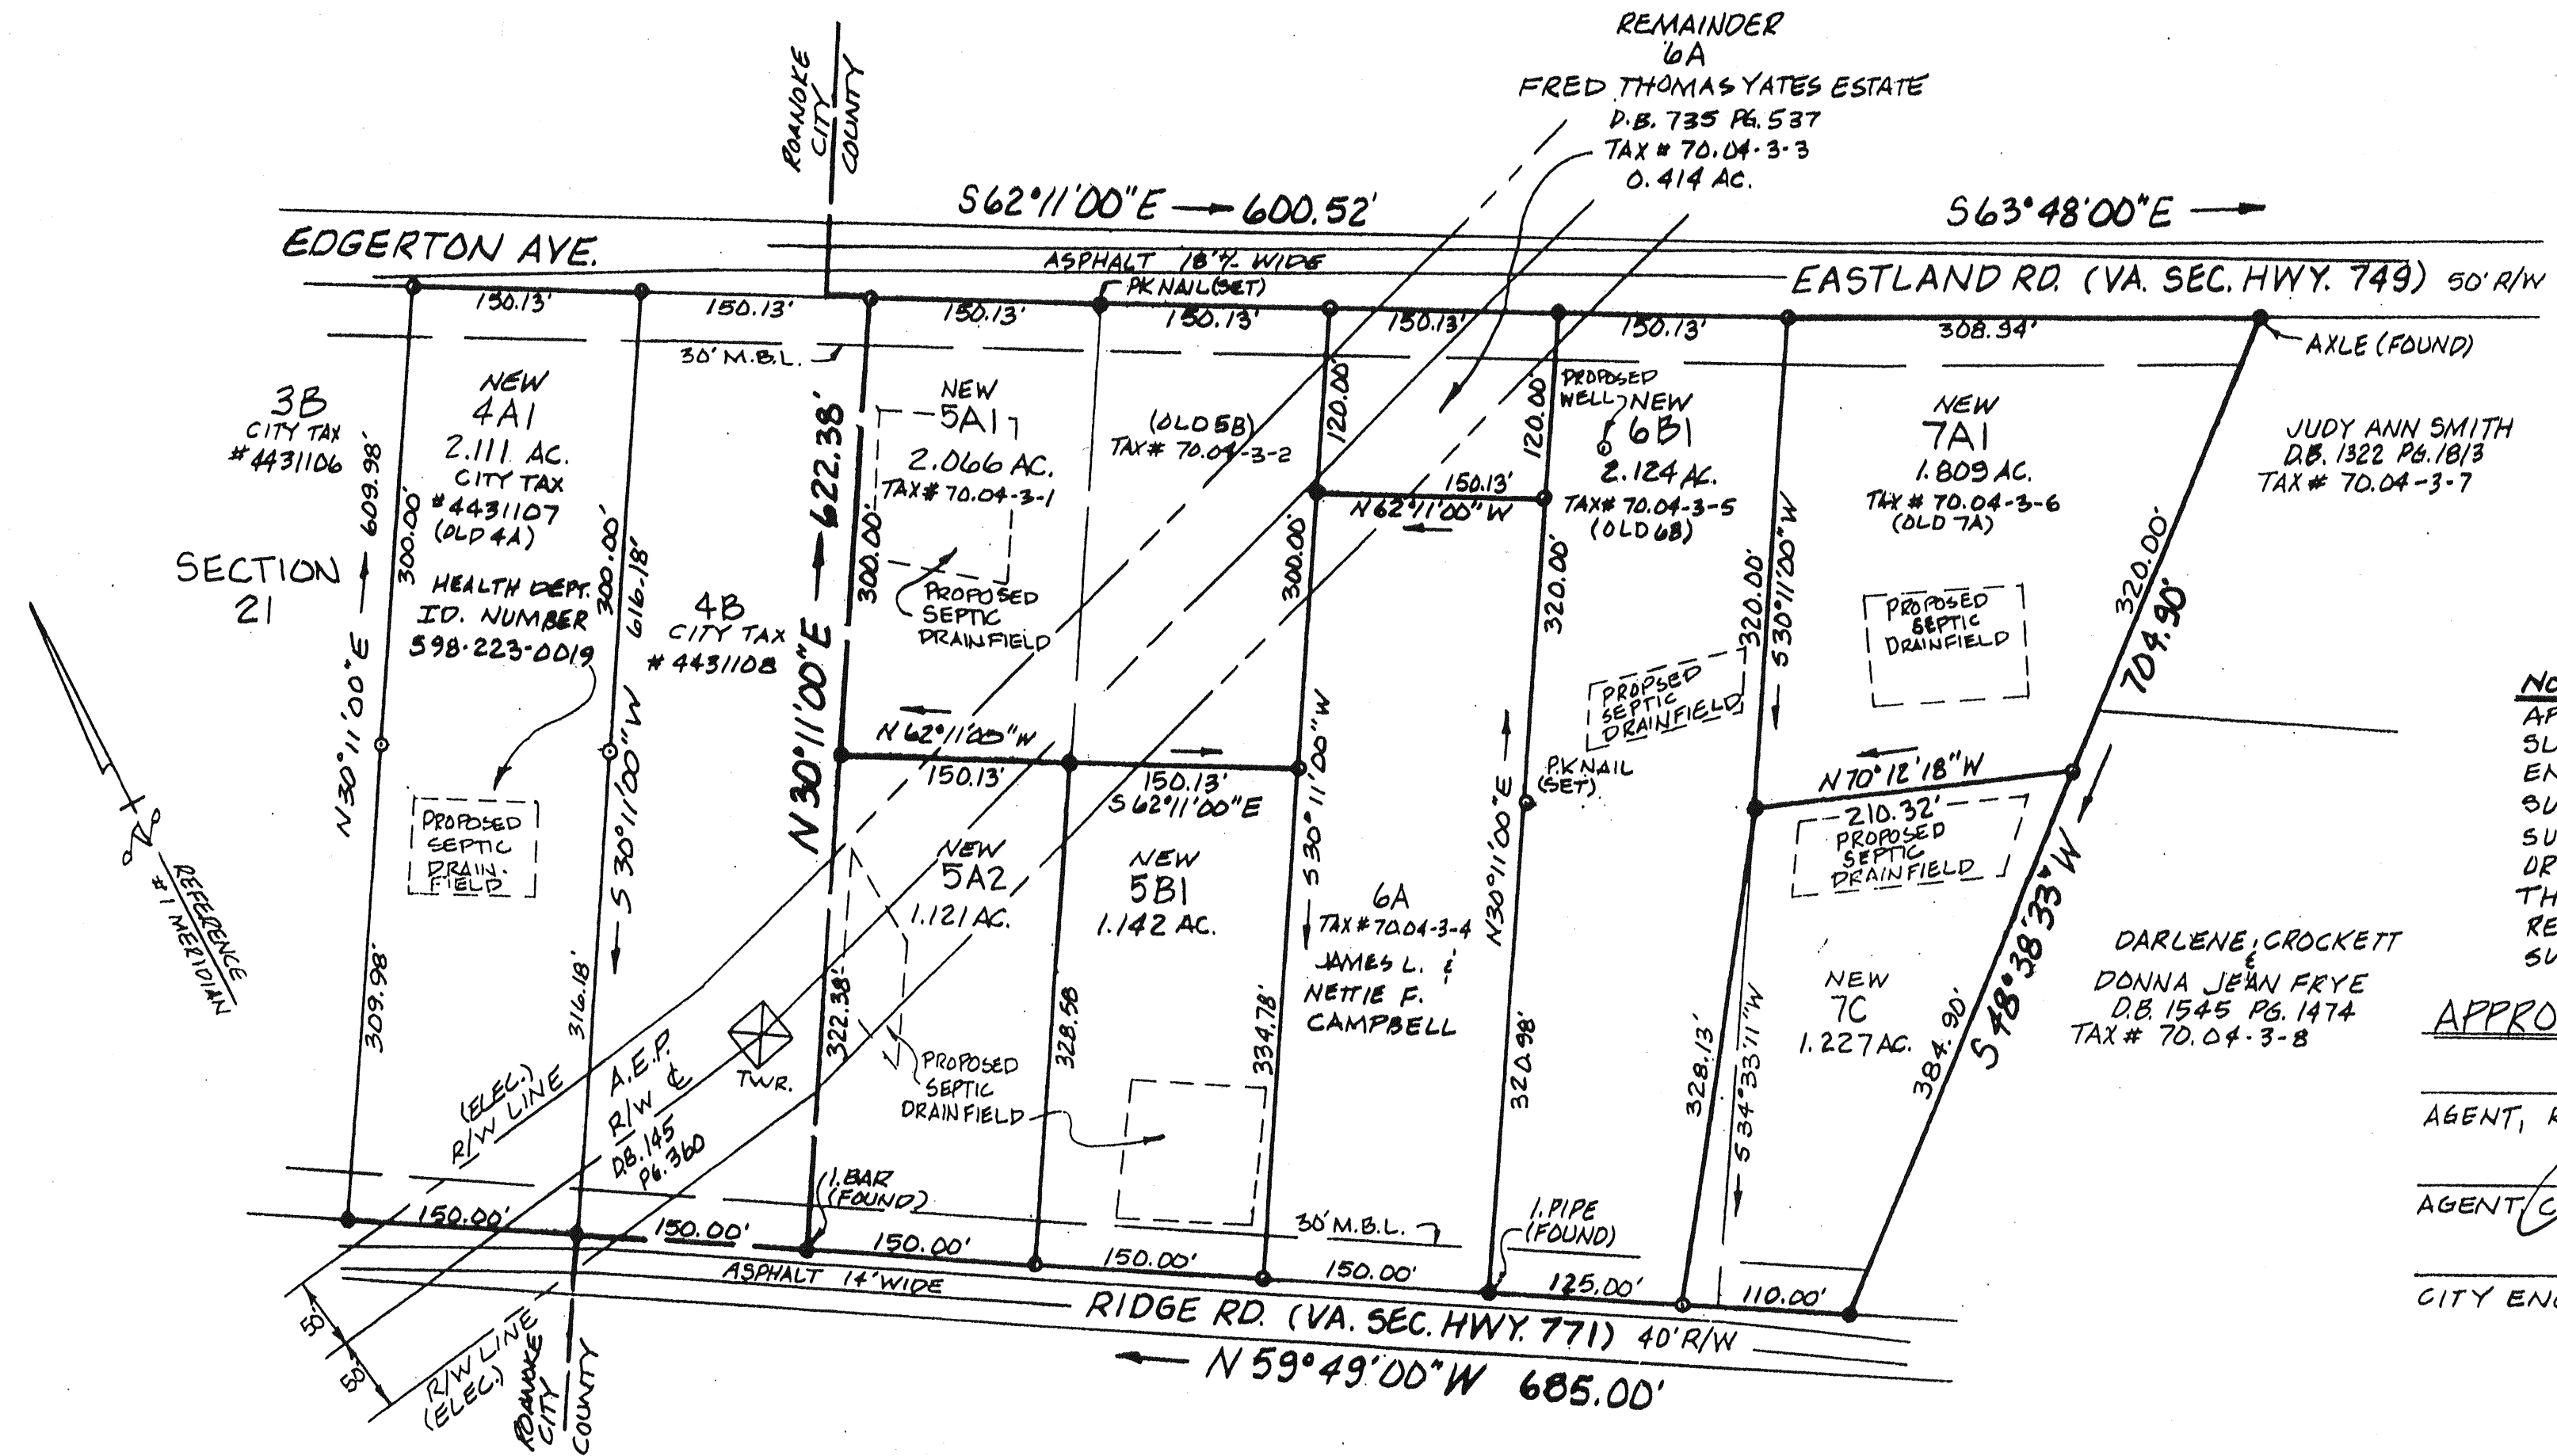 REMAINDER
6A
FRED THOMAS YATES ESTATE
D.B. 735 PG. 537
TAX # 70.04-3-3
0.414 AC.
ROANOKE
CITY
COUNTY
S62°11'00"E → 600.52'
S63°48'00"E →
EDGERTON AVE.
ASPHALT 18'+/- WIDE
EASTLAND RD. (VA. SEC. HWY. 749) 50' R/W
PK NAIL (SET)
150.13'
150.13'
150.13'
150.13'
150.13'
150.13'
308.94'
AXLE (FOUND)
30' M.B.L.
3B
CITY TAX
#4431106
NEW
4A1
2.111 AC.
CITY TAX
#4431107
(OLD 4A)
HEALTH DEPT.
ID. NUMBER
598-223-0019
SECTION
21
N30°11'00"E → 609.98'
300.00'
309.98'
PROPOSED
SEPTIC
DRAIN-
FIELD
300.00'
616.18'
S 30°11'00"W
316.18'
4B
CITY TAX
#4431108
N30°11'00"E → 622.38'
300.00'
322.38'
NEW
5A1
2.066 AC.
TAX# 70.04-3-1
PROPOSED
SEPTIC
DRAINFIELD
(OLD 5B)
TAX# 70.04-3-2
120.00'
120.00'
150.13'
N62°11'00"W
300.00'
PROPOSED
WELL
NEW
6B1
2.124 AC.
TAX# 70.04-3-5
(OLD 6B)
320.00'
PROPSED
SEPTIC
DRAINFIELD
P.K NAIL
(SET)
320.00'
S30°11'00"W
NEW
7A1
1.809 AC.
TAX # 70.04-3-6
(OLD 7A)
PROPOSED
SEPTIC
DRAINFIELD
320.00'
704.90'
JUDY ANN SMITH
D.B. 1322 PG. 1813
TAX # 70.04-3-7
N62°11'00"W
150.13'
150.13'
S62°11'00"E
N70°12'18"W
210.32'
PROPOSED
SEPTIC
DRAINFIELD
NEW
5A2
1.121 AC.
NEW
5B1
1.142 AC.
S30°11'00"W
6A
TAX #70.04-3-4
JAMES L. &
NETTIE F.
CAMPBELL
N30°11'00"E
320.98'
328.13'
S34°33'11"W
NEW
7C
1.227 AC.
384.90'
S48°38'33"W
DARLENE CROCKETT
&
DONNA JEAN FRYE
D.B. 1545 PG. 1474
TAX # 70.04-3-8
328.58
334.78'
PROPOSED
SEPTIC
DRAINFIELD
N
REFERENCE
#1 MERIDIAN
(ELEC.)
R/W LINE
A.E.P.
R/W ℄
D.B. 145
PG. 360
TWR.
I. BAR
(FOUND)
30' M.B.L.
I. PIPE
(FOUND)
150.00'
150.00'
150.00'
150.00'
150.00'
125.00'
110.00'
ASPHALT 14' WIDE
RIDGE RD. (VA. SEC. HWY. 771) 40' R/W
← N59°49'00"W 685.00'
50'
50'
R/W LINE
(ELEC.)
ROANOKE
CITY
COUNTY
NO
AP
SU
EN
SU
SU
OR
TH
RE
SU
APPRO
AGENT, R
AGENT, C
CITY ENG